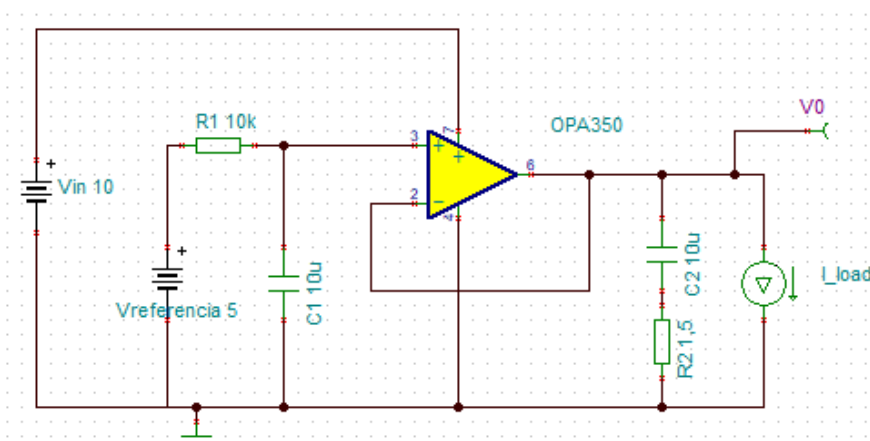 V0
R1 10k
OPA350
3
7
+
+
6
+
Vin 10
2
-
4
+
C2 10u
I_load
C1 10u
Vreferencia 5
R2 1,5